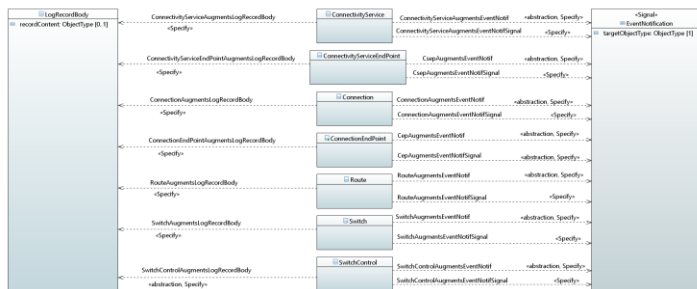 LogRecordBody
recordContent: ObjectType [0..1]
ConnectivityServiceAugmentsLogRecordBody
«Specify»
ConnectivityService
ConnectivityServiceAugmentsEventNotif
«abstraction, Specify»
ConnectivityServiceAugmentsEventNotifSignal
«Specify»
«Signal»
EventNotification
targetObjectType: ObjectType [1]
ConnectivityServiceEndPointAugmentsLogRecordBody
«Specify»
ConnectivityServiceEndPoint
CsepAugmentsEventNotif
«abstraction, Specify»
CsepAugmentsEventNotifSignal
«Specify»
ConnectionAugmentsLogRecordBody
«Specify»
Connection
ConnectionAugmentsEventNotif
«abstraction, Specify»
ConnectionAugmentsEventNotifSignal
«Specify»
ConnectionEndPointAugmentsLogRecordBody
«Specify»
ConnectionEndPoint
CepAugmentsEventNotif
«abstraction, Specify»
CepAugmentsEventNotifSignal
«abstraction, Specify»
RouteAugmentsLogRecordBody
«Specify»
Route
RouteAugmentsEventNotif
«abstraction, Specify»
RouteAugmentsEventNotifSignal
«Specify»
SwitchAugmentsLogRecordBody
«Specify»
Switch
SwitchAugmentsEventNotif
«abstraction, Specify»
SwitchAugmentsEventNotifSignal
«Specify»
SwitchControlAugmentsLogRecordBody
«abstraction, Specify»
SwitchControl
SwitchControlAugmentsEventNotif
«abstraction, Specify»
SwitchControlAugmentsEventNotifSignal
«Specify»